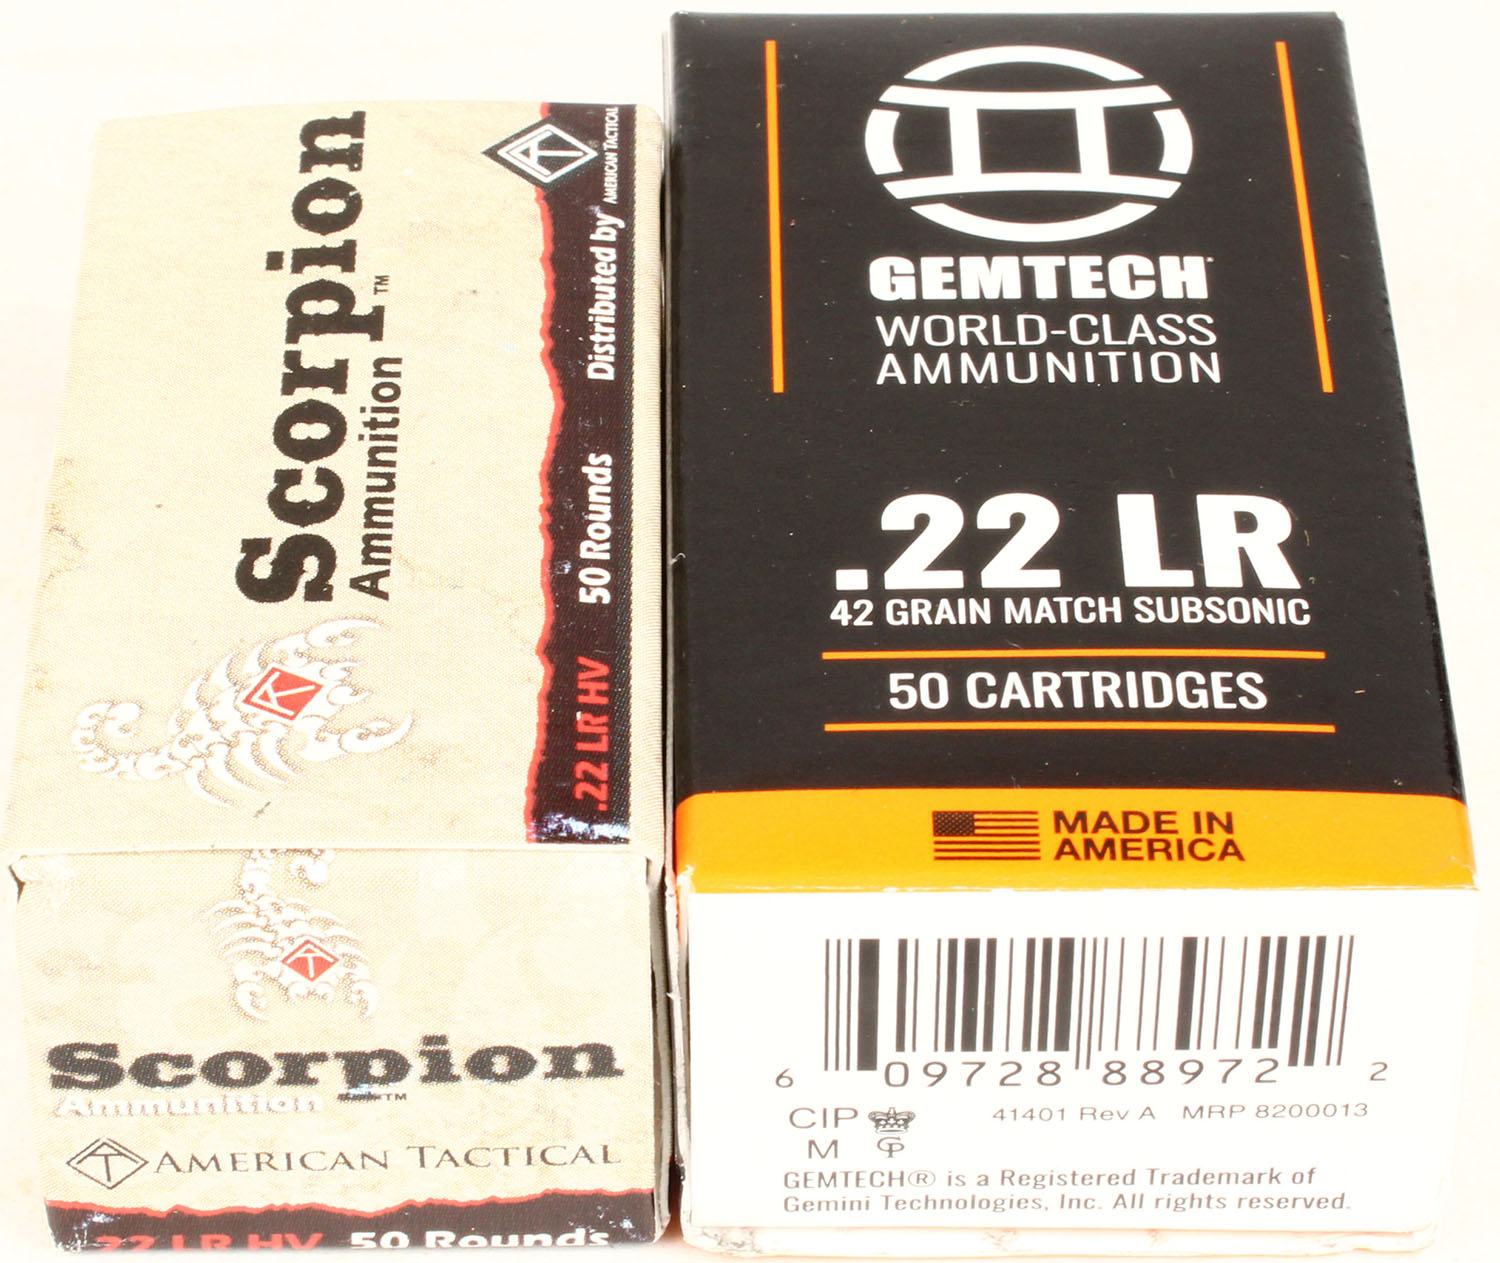 Scorpion™
Ammunition
.22 LR HV 50 Rounds Distributed by AMERICAN TACTICAL
Scorpion
Ammunition ™
AMERICAN TACTICAL
.22 LR HV 50 Rounds
GEMTECH
WORLD-CLASS
AMMUNITION
.22 LR
42 GRAIN MATCH SUBSONIC
50 CARTRIDGES
MADE IN
AMERICA
6 09728 88972 2
CIP
M
41401 Rev A MRP 8200013
GEMTECH® is a Registered Trademark of
Gemini Technologies, Inc. All rights reserved.